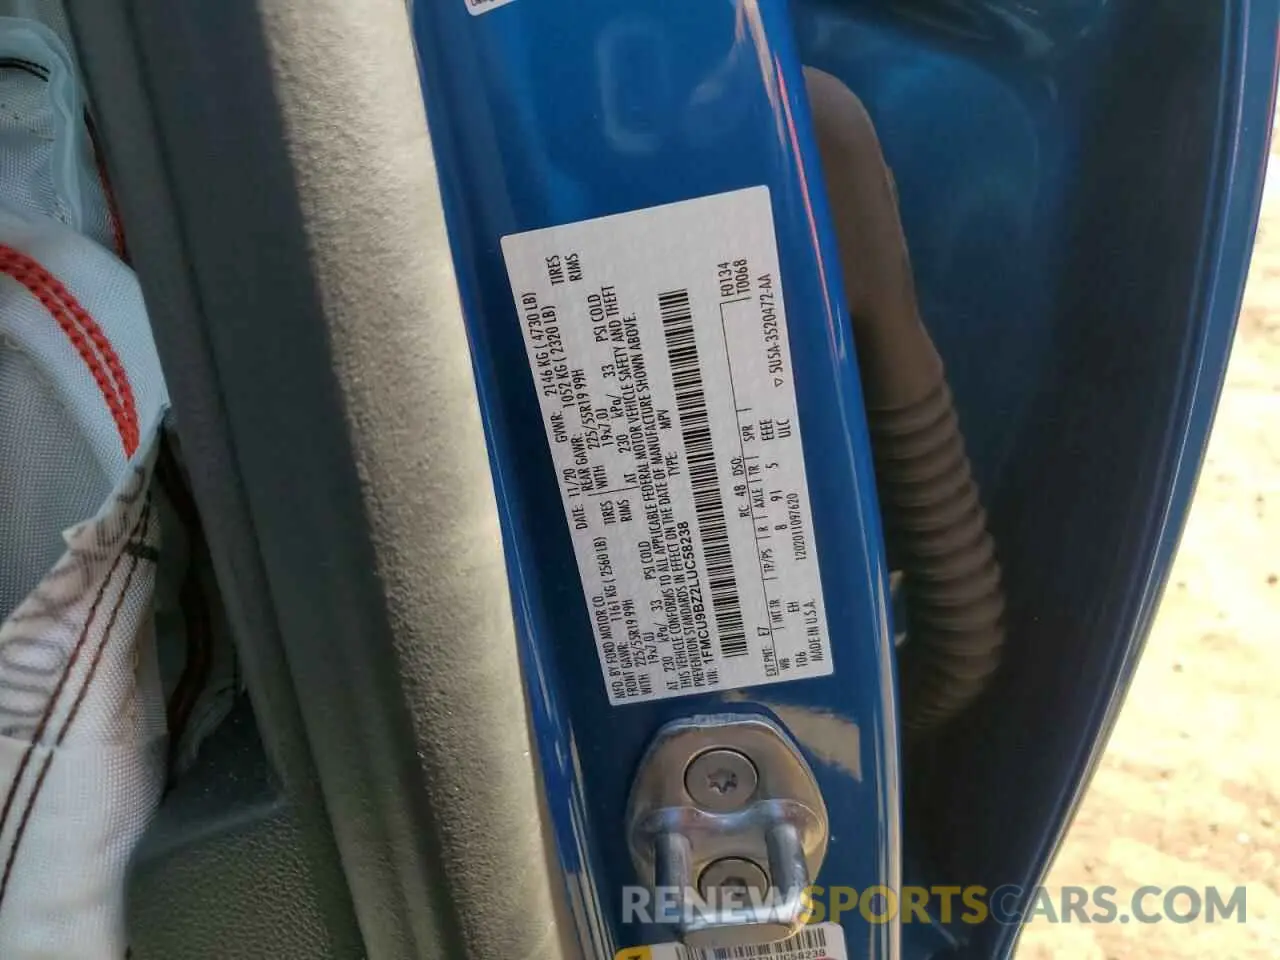 MFD. BY FORD MOTOR CO.
DATE: 11/20 GVWR: 2146 KG ( 4730 LB)
FRONT GAWR: 1161 KG ( 2560 LB) REAR GAWR: 1052 KG ( 2320 LB)
WITH 225/55R19 99H TIRES WITH 225/55R19 99H TIRES
19x7.0J RIMS 19x7.0J RIMS
AT 230 kPa/ 33 PSI COLD AT 230 kPa/ 33 PSI COLD
THIS VEHICLE CONFORMS TO ALL APPLICABLE FEDERAL MOTOR VEHICLE SAFETY AND THEFT
PREVENTION STANDARDS IN EFFECT ON THE DATE OF MANUFACTURE SHOWN ABOVE.
VIN: 1FMCU9BZ2LUC58238 TYPE: MPV
F0134
T0068
EXT PNT: E7 RC: 48 DSO:
WB INT TR TP/PS R AXLE TR SPR
106 EH 8 91 5 EEEE
ULC
MADE IN U.S.A. 1202011097620
▽ 5U5A-3520472-AA
LUC58238
RENEWSPORTSCARS.COM